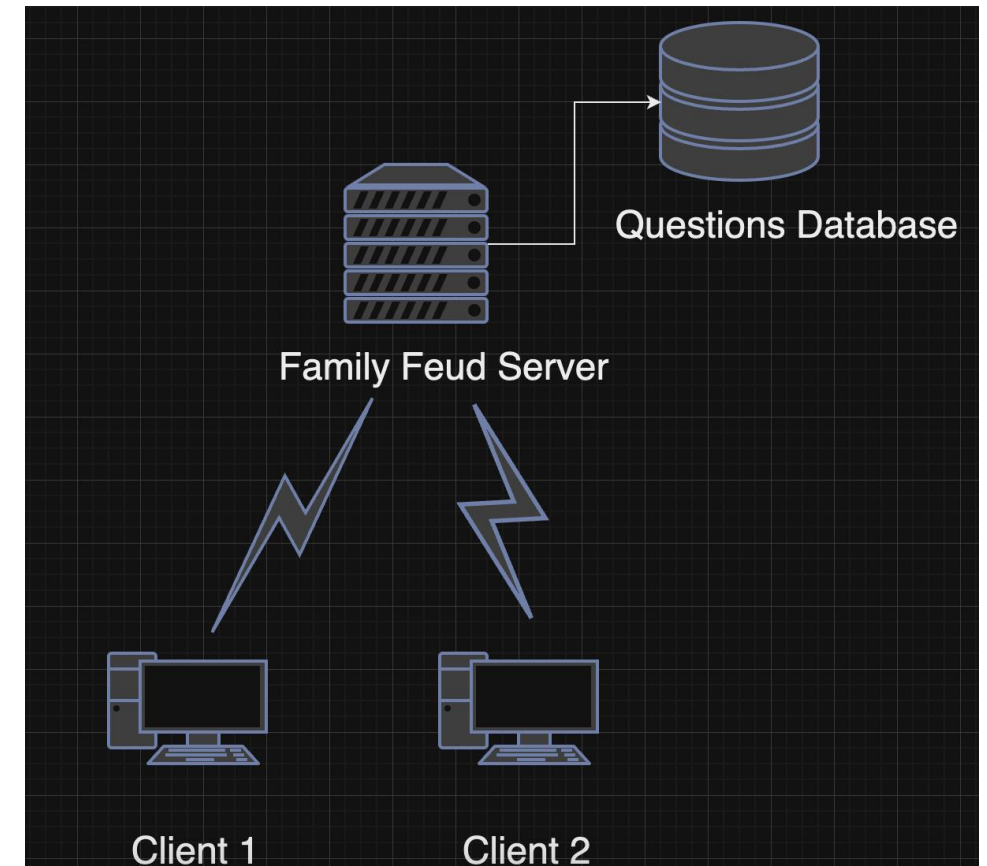 Questions Database
Family Feud Server
Client 1
Client 2